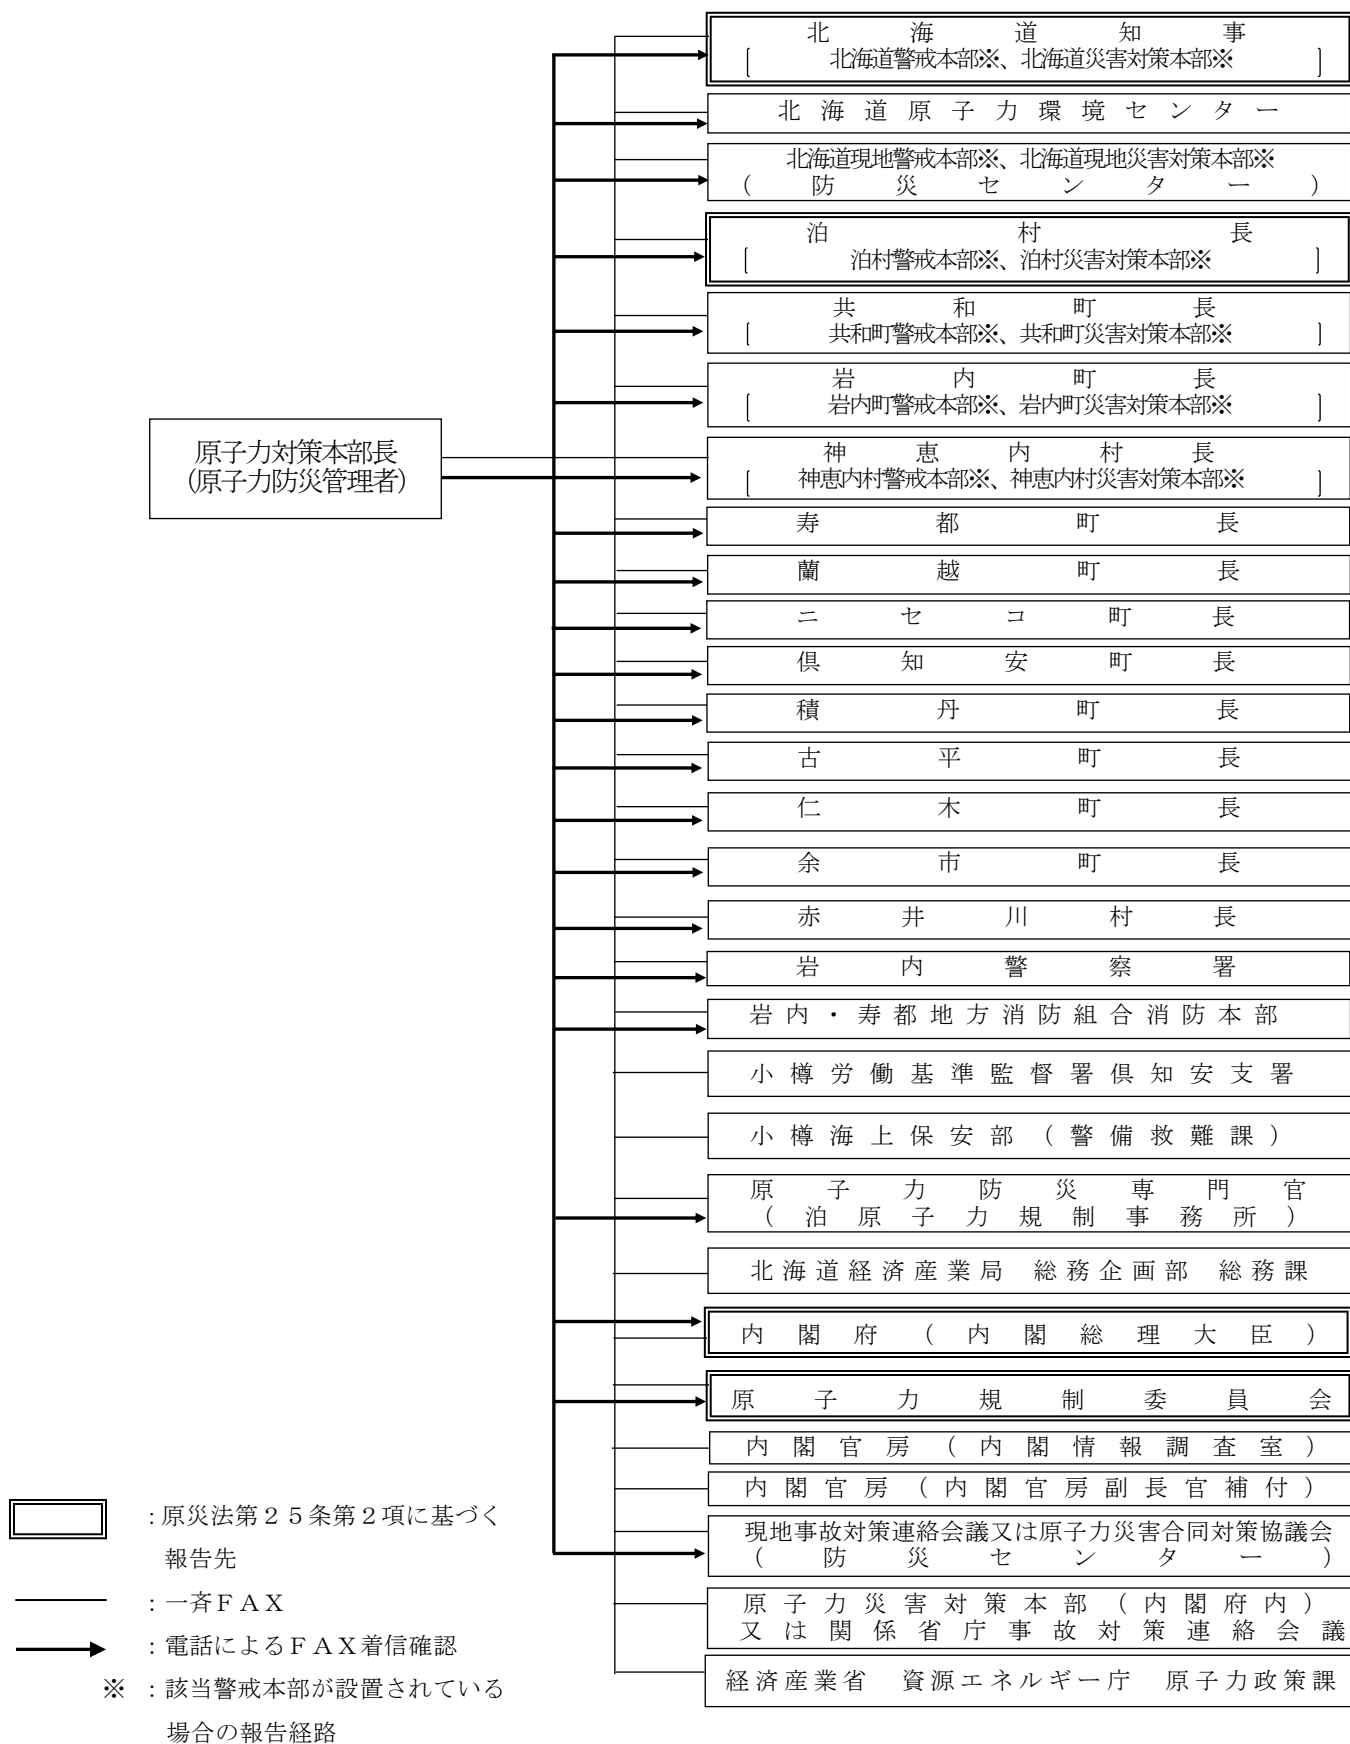 北海道知事
〔北海道警戒本部※、北海道災害対策本部※〕
北海道原子力環境センター
北海道現地警戒本部※、北海道現地災害対策本部※
(防災センター)
泊村長
〔泊村警戒本部※、泊村災害対策本部※〕
共和町長
〔共和町警戒本部※、共和町災害対策本部※〕
岩内町長
〔岩内町警戒本部※、岩内町災害対策本部※〕
原子力対策本部長
(原子力防災管理者)
神恵内村長
〔神恵内村警戒本部※、神恵内村災害対策本部※〕
寿都町長
蘭越町長
ニセコ町長
倶知安町長
積丹町長
古平町長
仁木町長
余市町長
赤井川村長
岩内警察署
岩内・寿都地方消防組合消防本部
小樽労働基準監督署倶知安支署
小樽海上保安部(警備救難課)
原子力防災専門官
(泊原子力規制事務所)
北海道経済産業局　総務企画部　総務課
内閣府(内閣総理大臣)
原子力規制委員会
内閣官房(内閣情報調査室)
内閣官房(内閣官房副長官補付)
現地事故対策連絡会議又は原子力災害合同対策協議会
(防災センター)
原子力災害対策本部(内閣府内)
又は関係省庁事故対策連絡会議
経済産業省　資源エネルギー庁　原子力政策課
：原災法第２５条第２項に基づく
報告先
：一斉ＦＡＸ
：電話によるＦＡＸ着信確認
※　：該当警戒本部が設置されている
場合の報告経路